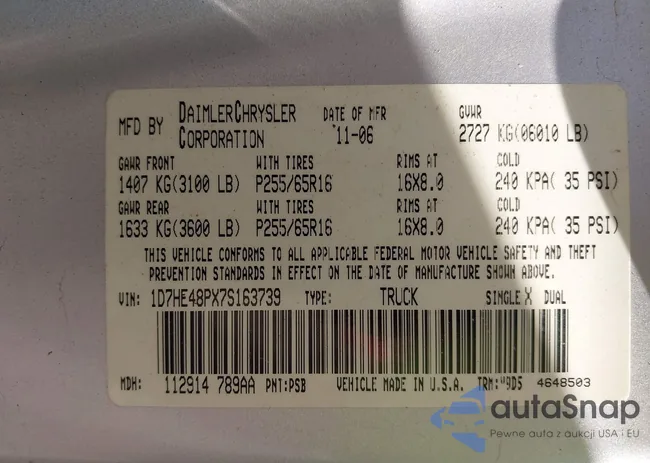 MFD BY DAIMLERCHRYSLER CORPORATION DATE OF MFR 11-06 GVWR 2727 KG(06010 LB)
GAWR FRONT WITH TIRES RIMS AT COLD
1407 KG(3100 LB) P255/65R16 16X8.0 240 KPA( 35 PSI)
GAWR REAR WITH TIRES RIMS AT COLD
1633 KG(3600 LB) P255/65R16 16X8.0 240 KPA( 35 PSI)
THIS VEHICLE CONFORMS TO ALL APPLICABLE FEDERAL MOTOR VEHICLE SAFETY AND THEFT
PREVENTION STANDARDS IN EFFECT ON THE DATE OF MANUFACTURE SHOWN ABOVE.
VIN: 1D7HE48PX7S163739 TYPE: TRUCK SINGLE X DUAL
MDH: 112914 789AA PNT:PSB VEHICLE MADE IN U.S.A. TRM: 4648503
autaSnap
Pewne auta z aukcji USA i EU